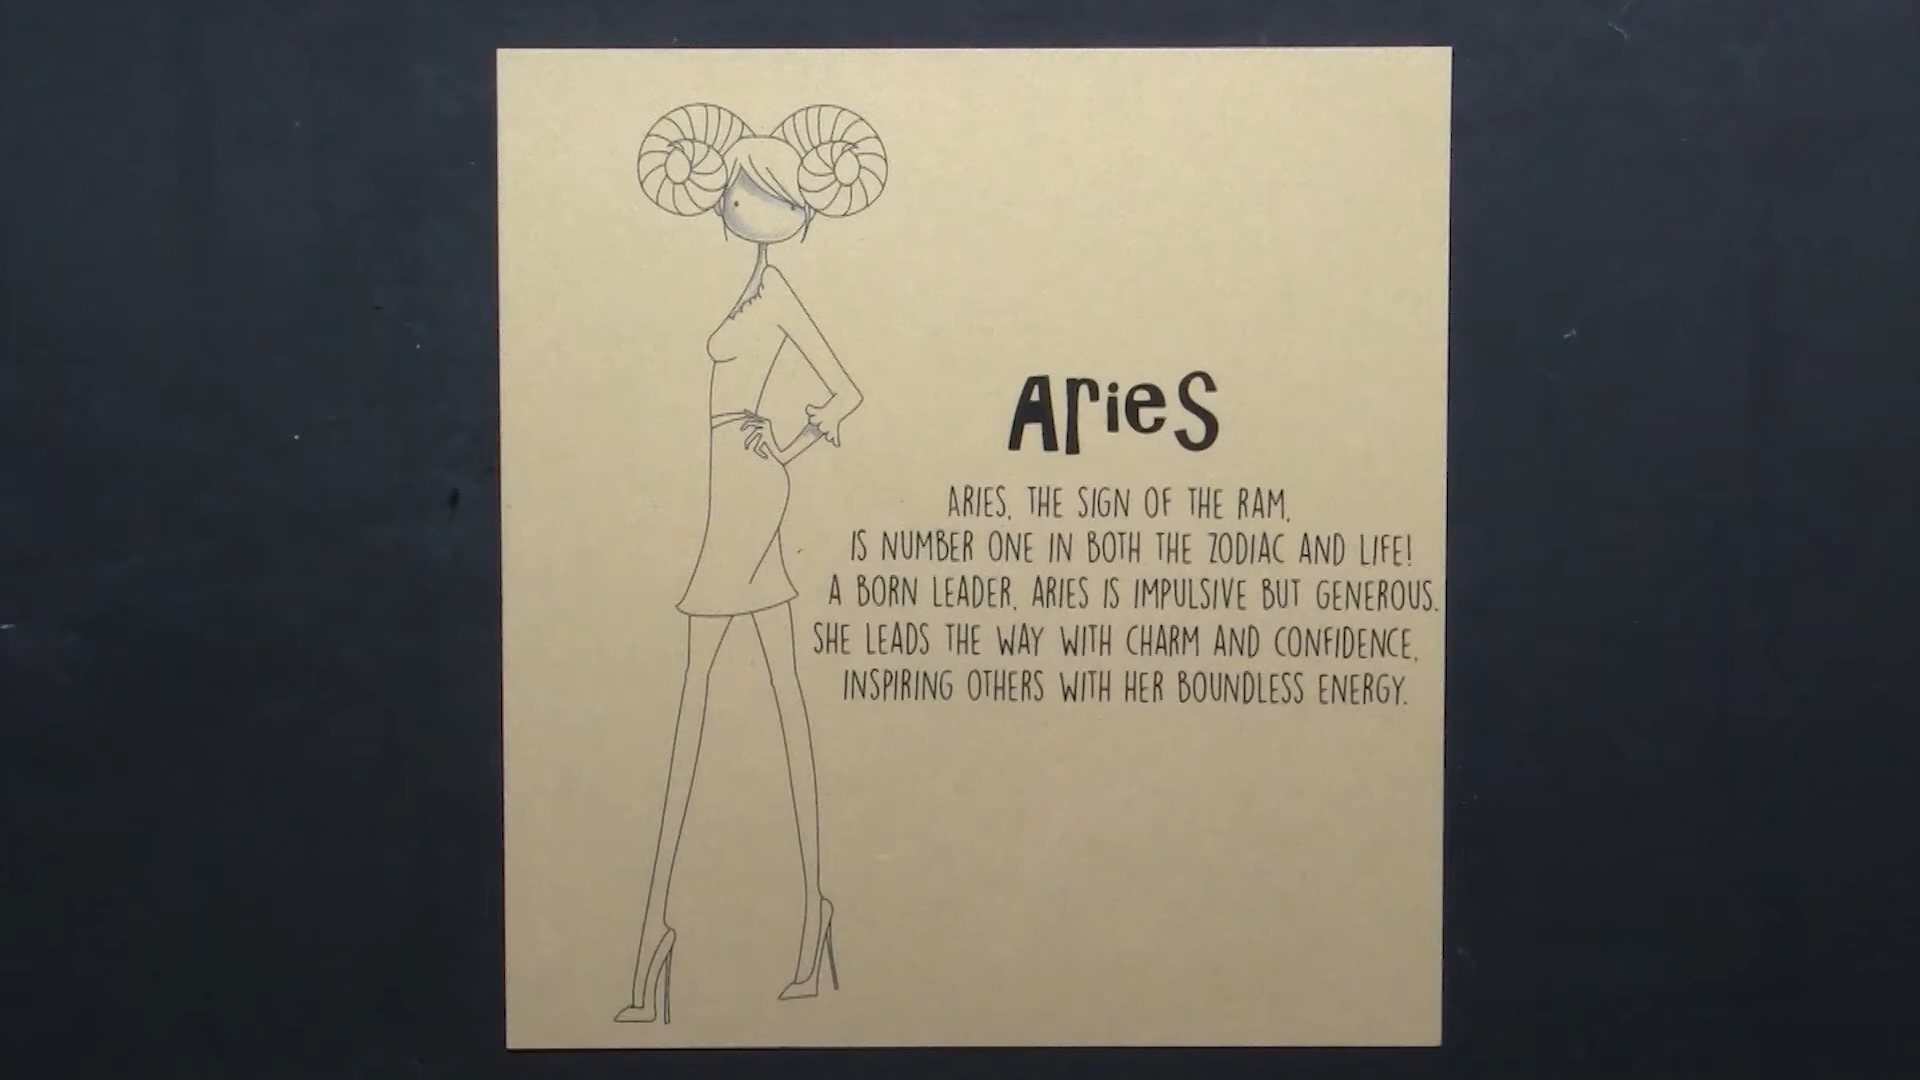 Aries
ARIES, THE SIGN OF THE RAM,
IS NUMBER ONE IN BOTH THE ZODIAC AND LIFE!
A BORN LEADER, ARIES IS IMPULSIVE BUT GENEROUS.
SHE LEADS THE WAY WITH CHARM AND CONFIDENCE,
INSPIRING OTHERS WITH HER BOUNDLESS ENERGY.